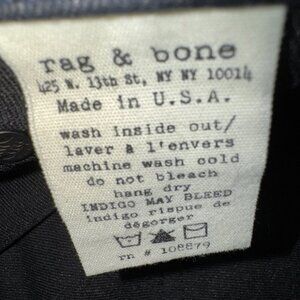 rag & bone
425 W. 13th St, NY NY 10014
Made in U.S.A.
wash inside out/
laver à l'envers
machine wash cold
do not bleach
hang dry
INDIGO MAY BLEED
indigo risque de
dégorger
rn # 108879